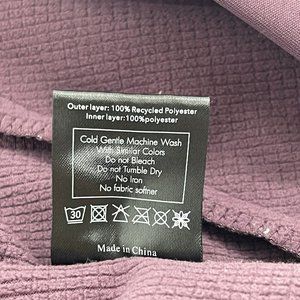 Outer layer: 100% Recycled Polyester
Inner layer:100%polyester
Cold Gentle Machine Wash
With Similar Colors
Do not Bleach
Do not Tumble Dry
No Iron
No fabric softner
30
Made in China